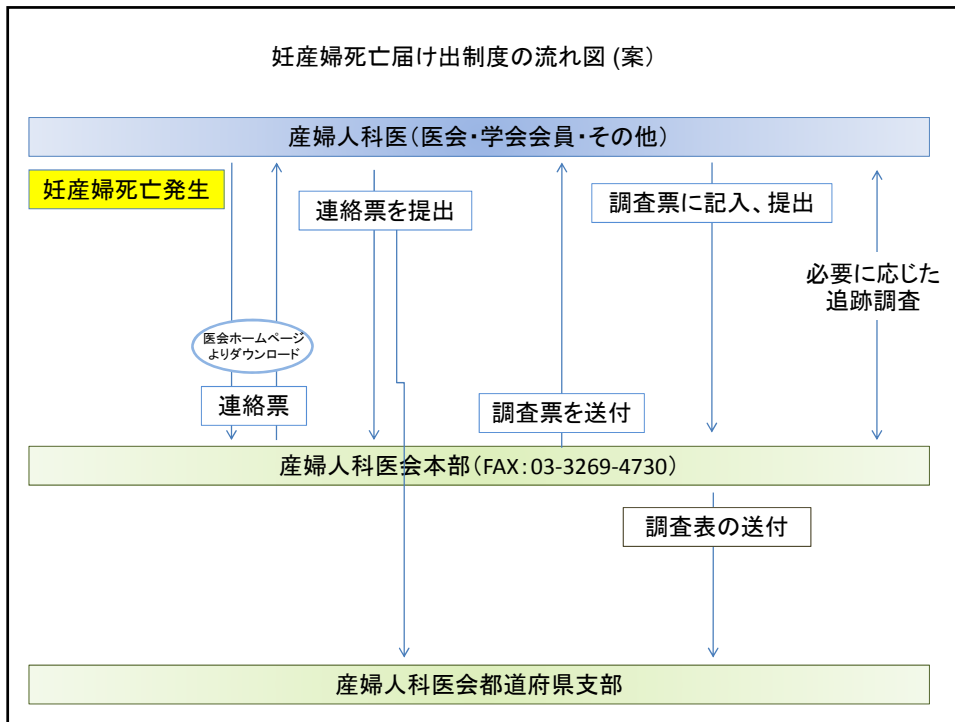 妊産婦死亡届け出制度の流れ図 (案)
産婦人科医(医会・学会会員・その他)
妊産婦死亡発生
連絡票を提出
調査票に記入、提出
必要に応じた
追跡調査
医会ホームページ
よりダウンロード
連絡票
調査票を送付
産婦人科医会本部(FAX:03-3269-4730)
調査表の送付
産婦人科医会都道府県支部